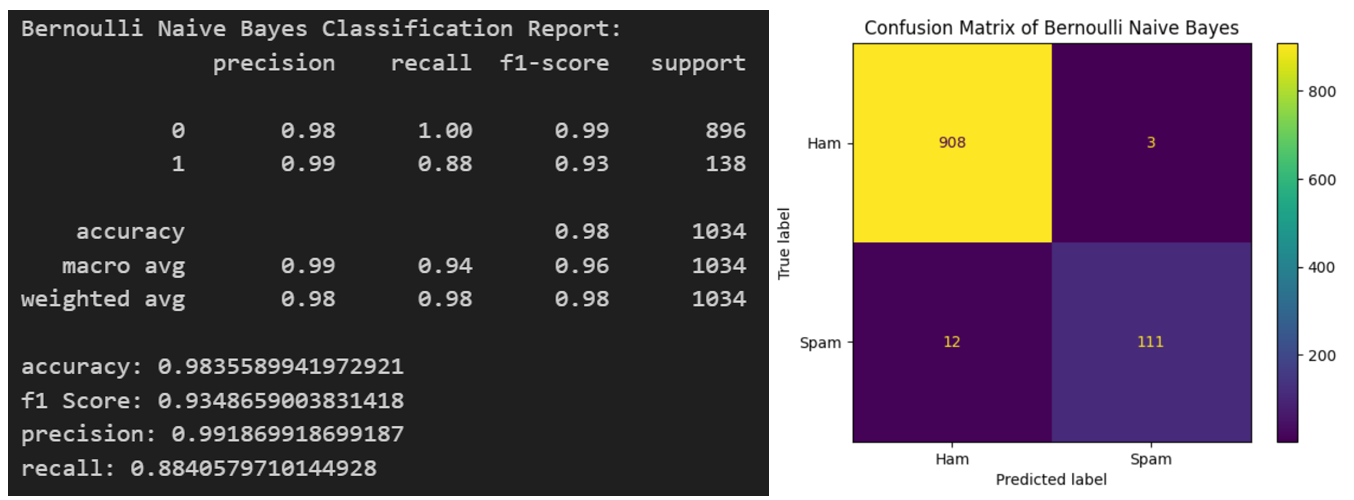 Bernoulli Naive Bayes Classification Report:
precision recall f1-score support
0 0.98 1.00 0.99 896
1 0.99 0.88 0.93 138
accuracy 0.98 1034
macro avg 0.99 0.94 0.96 1034
weighted avg 0.98 0.98 0.98 1034
accuracy: 0.9835589941972921
f1 Score: 0.9348659003831418
precision: 0.991869918699187
recall: 0.8840579710144928
Confusion Matrix of Bernoulli Naive Bayes
True label
Ham 908 3
Spam 12 111
Ham Spam
Predicted label
800
600
400
200